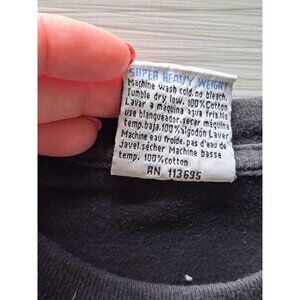 SUPER HEAVY WEIGHT
Machine wash cold, no bleach.
Tumble dry low. 100% Cotton
Lavar a máquina agua fria. No
use blanqueador. secar máquina
temp. baja. 100% algodón Laver
Machine eau froide. pas d'eau de
javel. sécher Machine basse
temp. 100% cotton
RN 113695